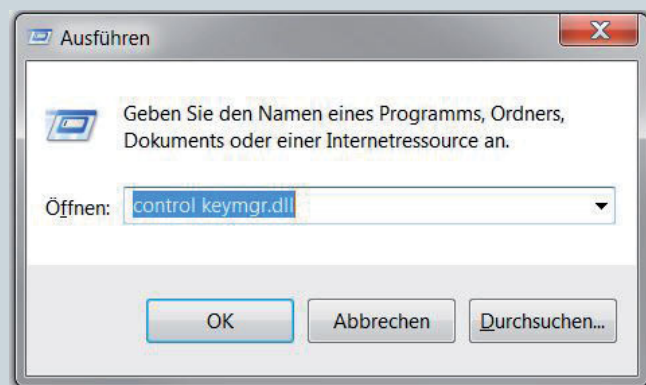 Ausführen
Geben Sie den Namen eines Programms, Ordners,
Dokuments oder einer Internetressource an.
Öffnen: control keymgr.dll
OK Abbrechen Durchsuchen...